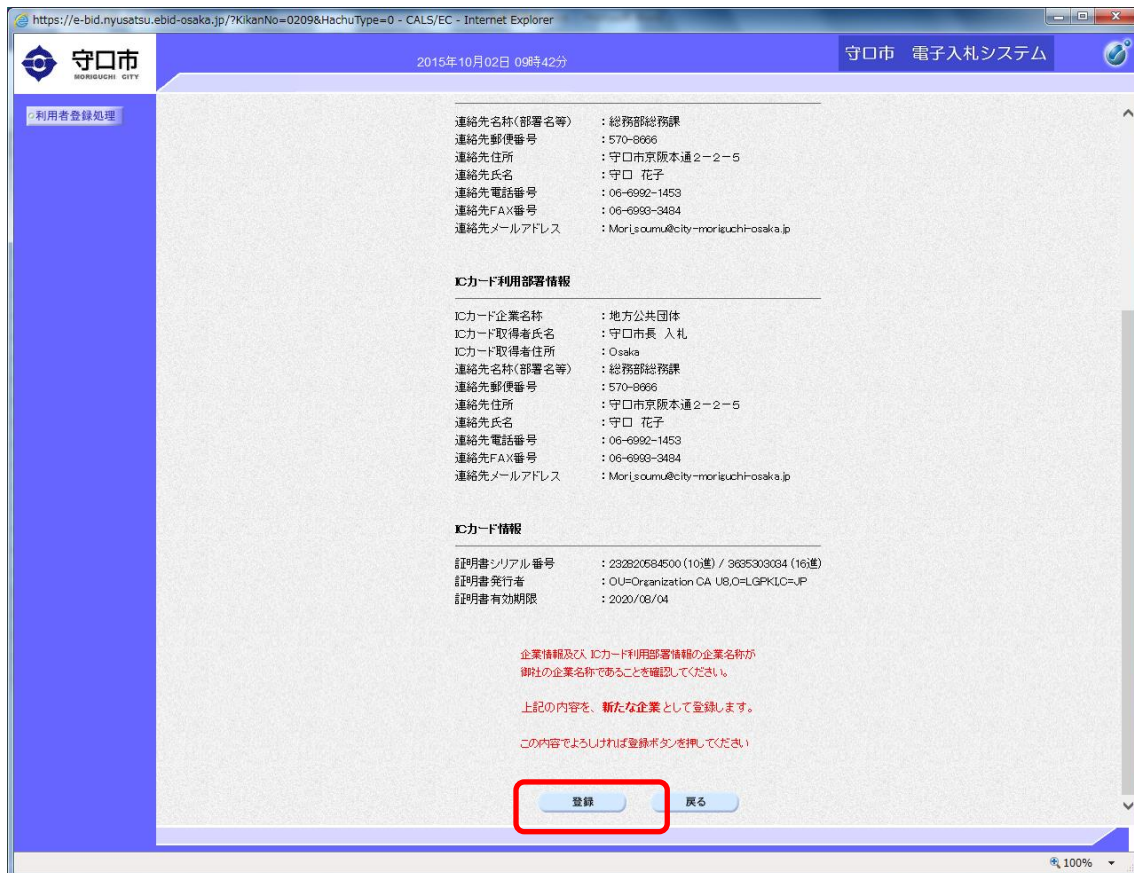 https://e-bid.nyusatsu.ebid-osaka.jp/?KikanNo=0209&HachuType=0 - CALS/EC - Internet Explorer
守口市
MORIGUCHI CITY
2015年10月02日 09時42分
守口市 電子入札システム
利用者登録処理
連絡先名称(部署名等) :総務部総務課
連絡先郵便番号 :570-8666
連絡先住所 :守口市京阪本通2-2-5
連絡先氏名 :守口 花子
連絡先電話番号 :06-6992-1453
連絡先FAX番号 :06-6993-3484
連絡先メールアドレス :Mori_soumu@city-moriguchi-osaka.jp
ICカード利用部署情報
ICカード企業名称 :地方公共団体
ICカード取得者氏名 :守口市長 入札
ICカード取得者住所 :Osaka
連絡先名称(部署名等) :総務部総務課
連絡先郵便番号 :570-8666
連絡先住所 :守口市京阪本通2-2-5
連絡先氏名 :守口 花子
連絡先電話番号 :06-6992-1453
連絡先FAX番号 :06-6993-3484
連絡先メールアドレス :Mori_soumu@city-moriguchi-osaka.jp
ICカード情報
証明書シリアル番号 :232820584500 (10進) / 3635303034 (16進)
証明書発行者 :OU=Organization CA U8,O=LGPKI,C=JP
証明書有効期限 :2020/08/04
企業情報及び、ICカード利用部署情報の企業名称が
御社の企業名称であることを確認してください。
上記の内容を、新たな企業として登録します。
この内容でよろしければ登録ボタンを押してください
登録 戻る
100%